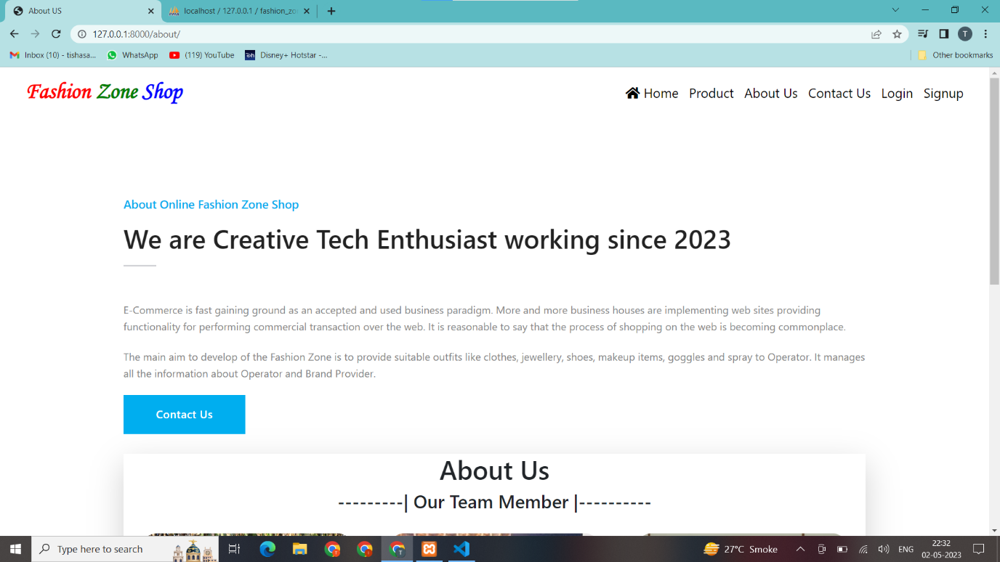 About US
localhost / 127.0.0.1 / fashion_zo
127.0.0.1:8000/about/
T
Inbox (10) - tishasa...
WhatsApp
(119) YouTube
Disney+ Hotstar -...
Other bookmarks
Fashion Zone Shop
Home
Product
About Us
Contact Us
Login
Signup
About Online Fashion Zone Shop
We are Creative Tech Enthusiast working since 2023
E-Commerce is fast gaining ground as an accepted and used business paradigm. More and more business houses are implementing web sites providing
functionality for performing commercial transaction over the web. It is reasonable to say that the process of shopping on the web is becoming commonplace.
The main aim to develop of the Fashion Zone is to provide suitable outfits like clothes, jewellery, shoes, makeup items, goggles and spray to Operator. It manages
all the information about Operator and Brand Provider.
Contact Us
About Us
---------| Our Team Member |----------
Type here to search
27°C Smoke
ENG
22:32
02-05-2023